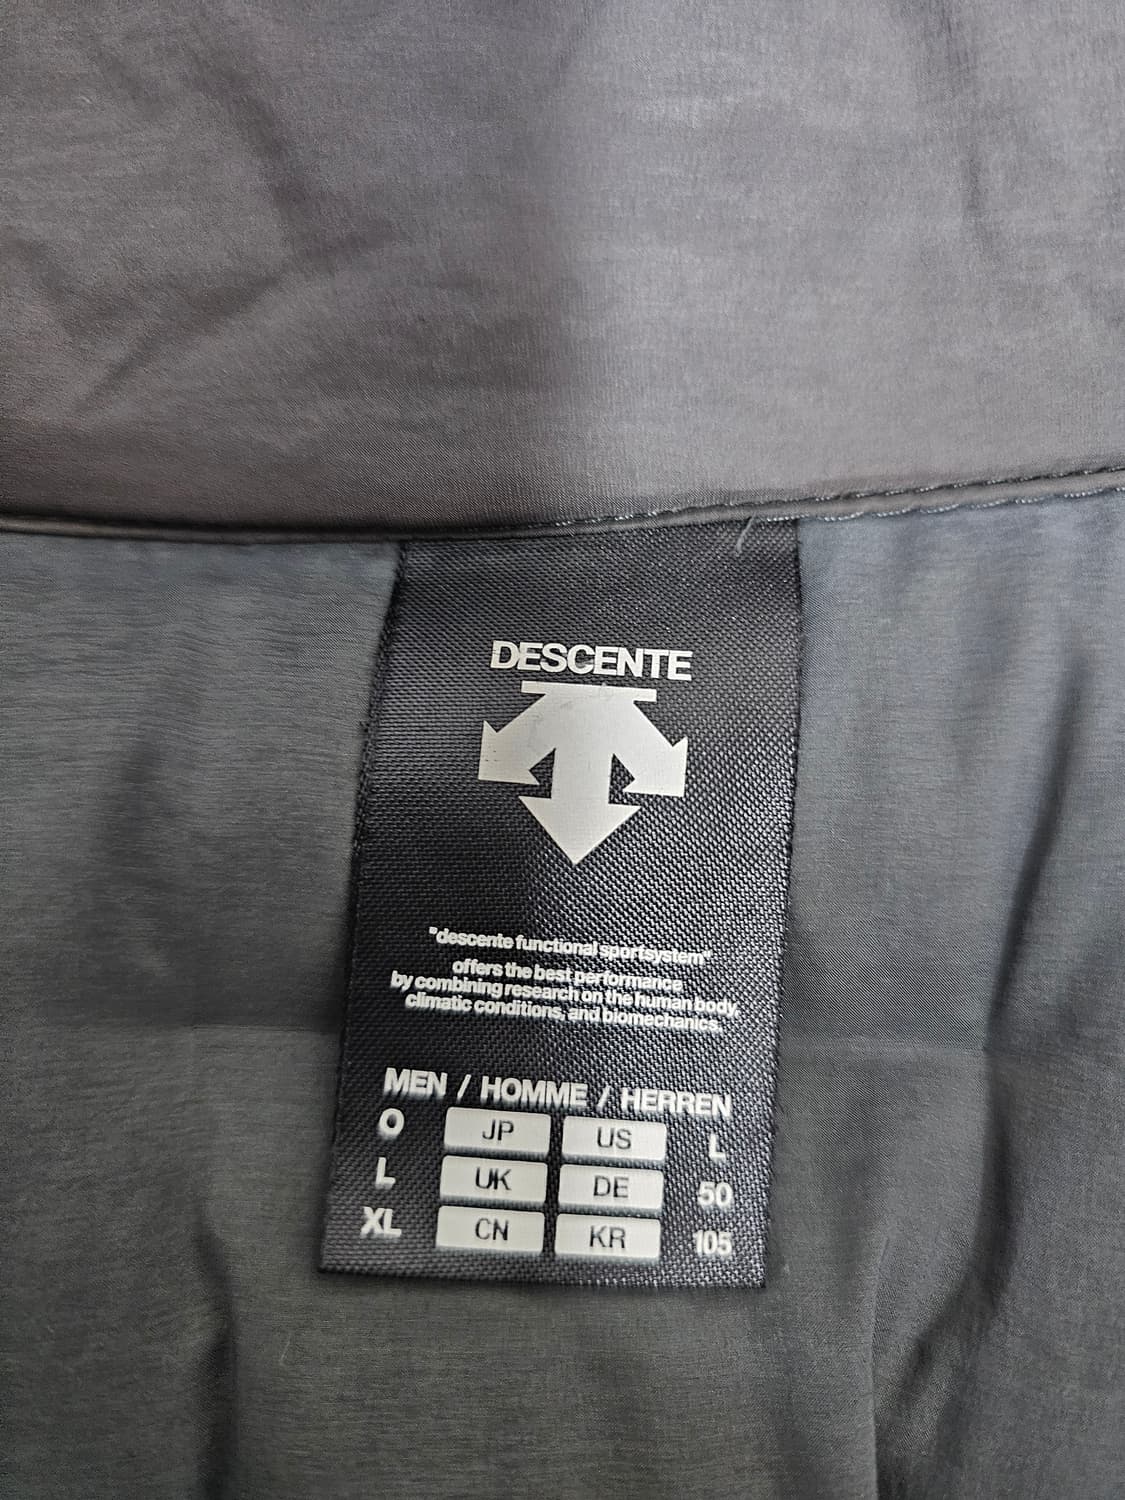 DESCENTE
"descente functional sportsystem"
offers the best performance
by combining research on the human body,
climatic conditions, and biomechanics.
MEN / HOMME / HERREN
O JP US L
L UK DE 50
XL CN KR 105